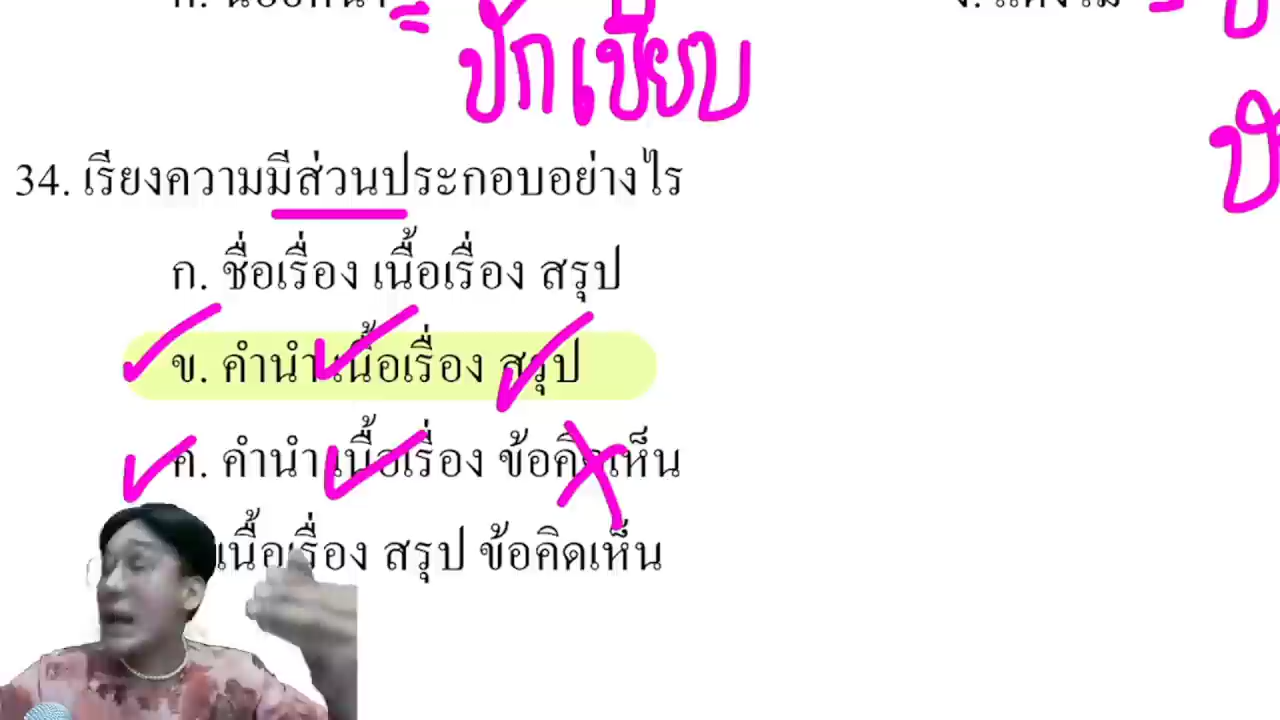 ปักเปียบ
34. เรียงความมีส่วนประกอบอย่างไร
ก. ชื่อเรื่อง เนื้อเรื่อง สรุป
ข. คำนำ เนื้อเรื่อง สรุป
ค. คำนำ เนื้อเรื่อง ข้อคิดเห็น
เนื้อเรื่อง สรุป ข้อคิดเห็น